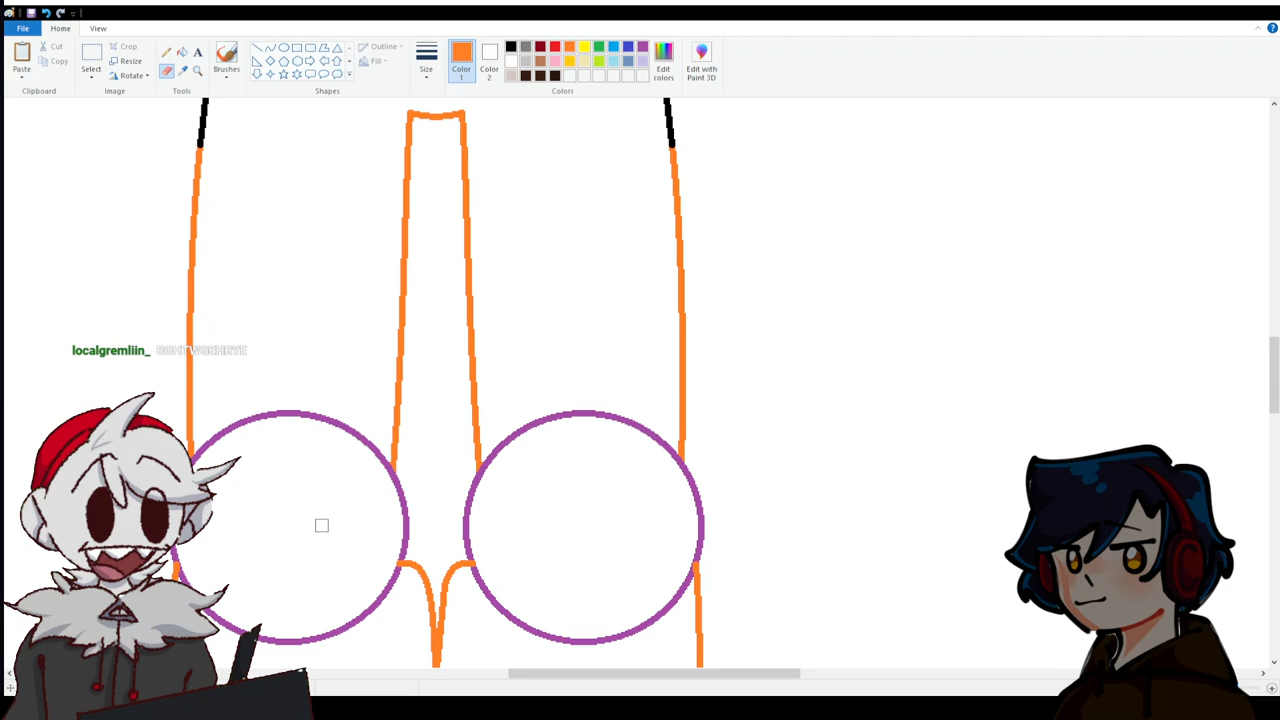 File
Home
View
Paste
Cut
Copy
Clipboard
Select
Crop
Resize
Rotate
Image
A
Tools
Brushes
Outline
Fill
Shapes
Size
Color
1
Color
2
Edit
colors
Edit with
Paint 3D
Colors
localgremliin_ RGHTWGEHRYE